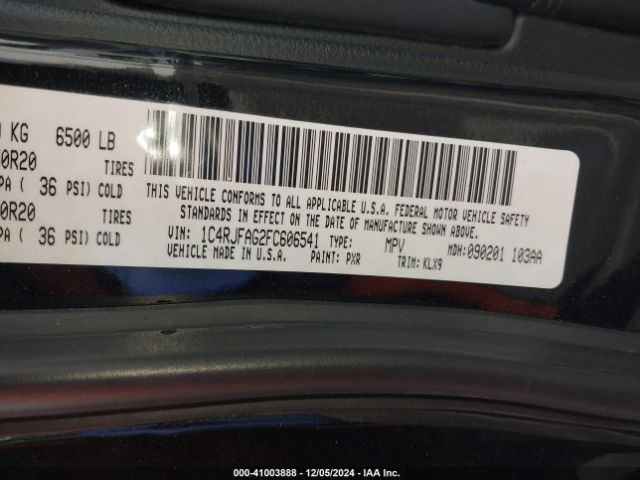 KG 6500 LB
0R20 TIRES
PA ( 36 PSI) COLD
0R20 TIRES
PA ( 36 PSI) COLD
THIS VEHICLE CONFORMS TO ALL APPLICABLE U.S.A. FEDERAL MOTOR VEHICLE SAFETY
STANDARDS IN EFFECT ON THE DATE OF MANUFACTURE SHOWN ABOVE.
VIN: 1C4RJFAG2FC606541 TYPE: MPV MDH:090201 103AA
VEHICLE MADE IN U.S.A. PAINT: PXR TRIM: KLX9
000-41003888 - 12/05/2024 - IAA Inc.